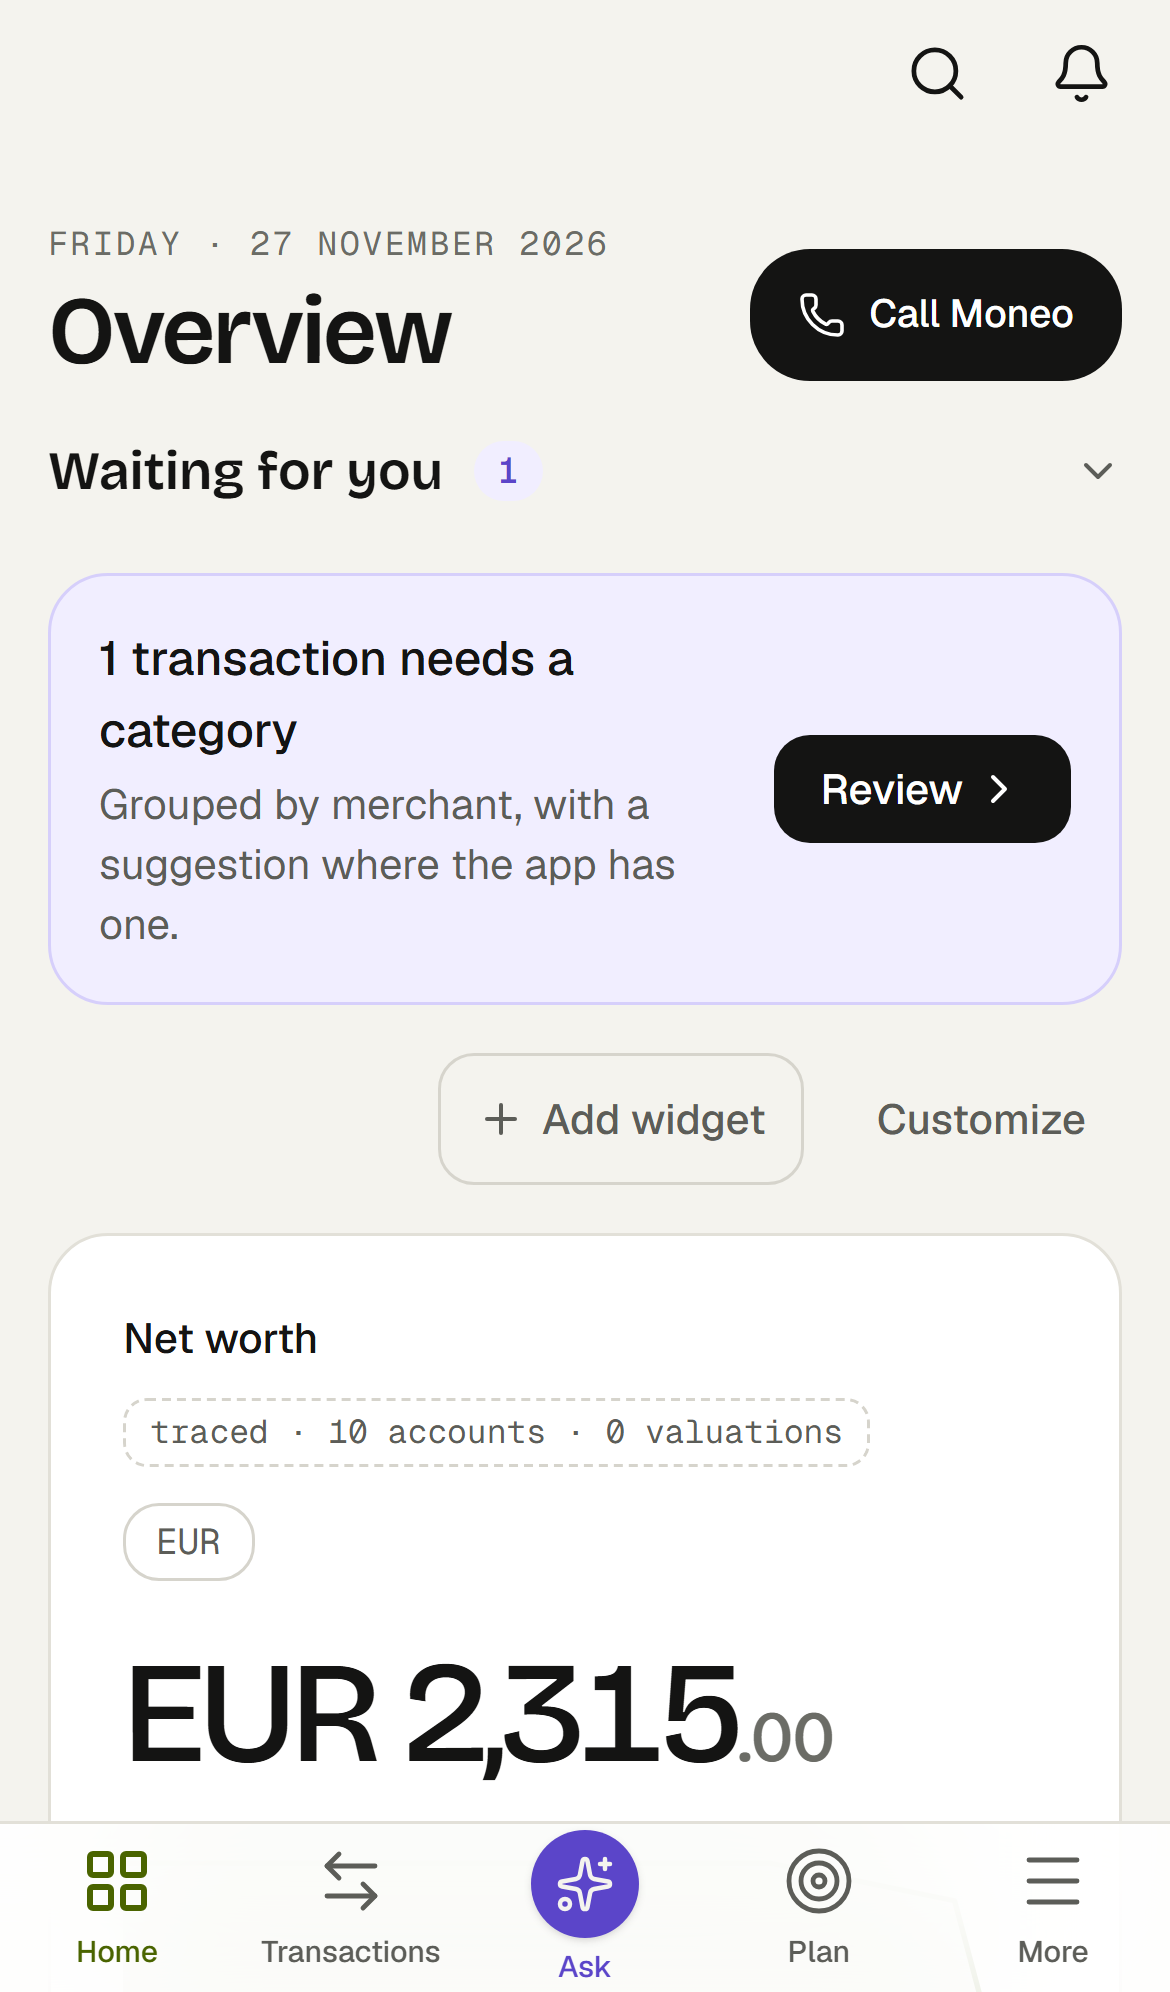 FRIDAY · 27 NOVEMBER 2026
Overview
Call Moneo
Waiting for you 1
1 transaction needs a
category
Grouped by merchant, with a
suggestion where the app has
one.
Review
Add widget
Customize
Net worth
traced · 10 accounts · 0 valuations
EUR
EUR 2,315.00
Home
Transactions
Ask
Plan
More